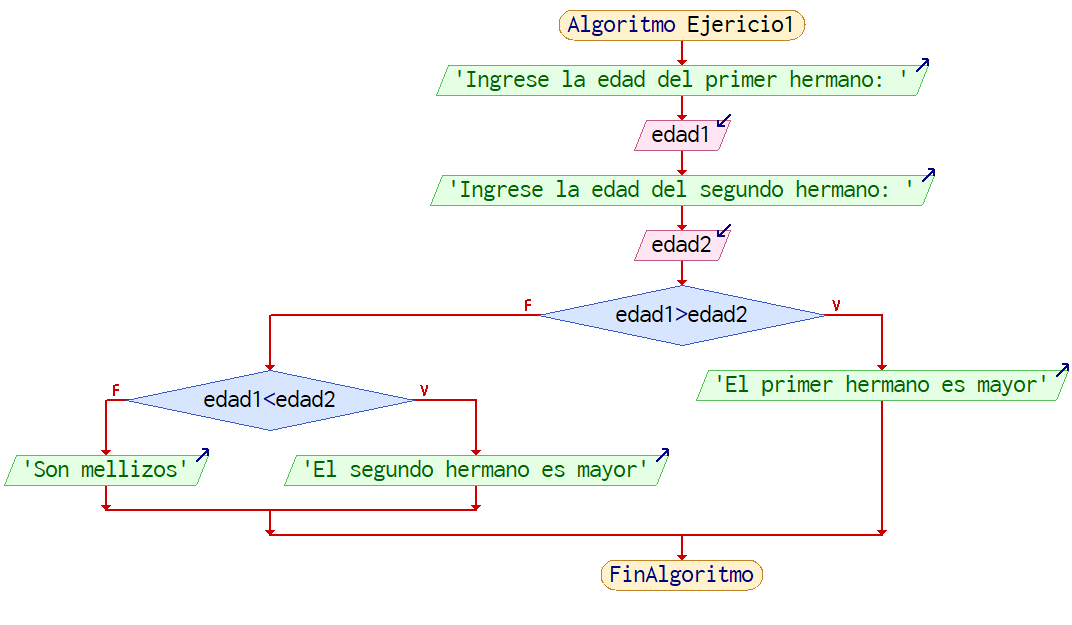 Algoritmo Ejericio1
'Ingrese la edad del primer hermano: '
edad1
'Ingrese la edad del segundo hermano: '
edad2
F
V
edad1>edad2
F
V
edad1<edad2
'El primer hermano es mayor'
'Son mellizos'
'El segundo hermano es mayor'
FinAlgoritmo